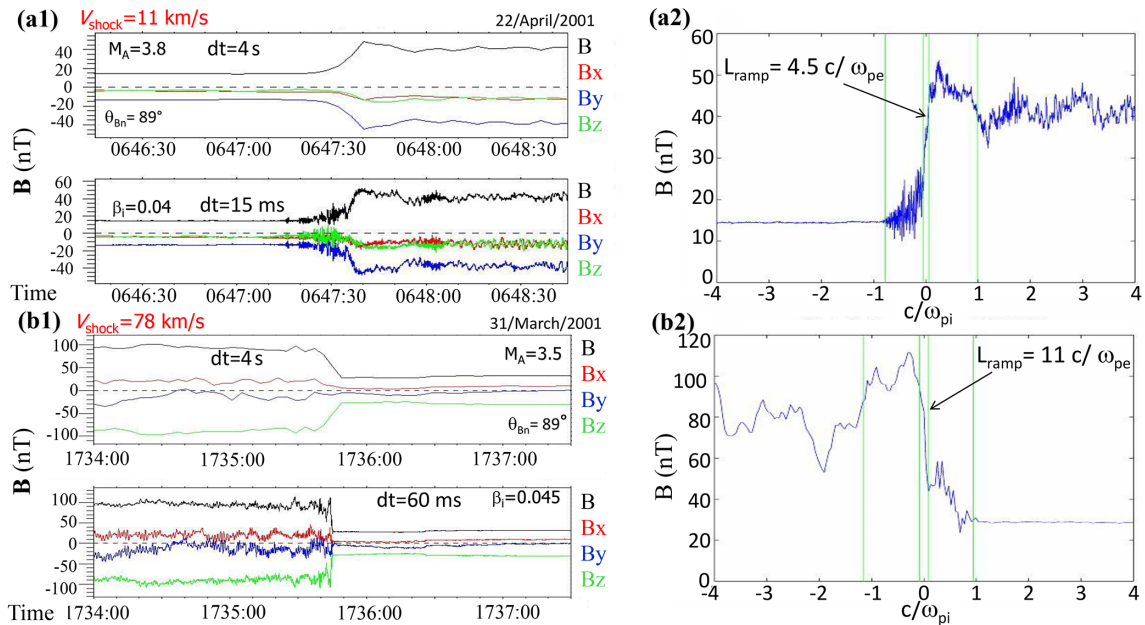 (a1) V_shock=11 km/s 22/April/2001
M_A=3.8 dt=4s B
Bx
By
θ_Bn= 89° Bz
40
20
0
-20
-40
0646:30 0647:00 0647:30 0648:00 0648:30
B (nT)
β_i=0.04 dt=15 ms B
Bx
By
Bz
60
40
20
0
-20
-40
Time 0646:30 0647:00 0647:30 0648:00 0648:30
(a2)
L_ramp= 4.5 c/ ω_pe
B (nT)
60
50
40
30
20
10
0
-4 -3 -2 -1 0 1 2 3 4
c/ω_pi
(b1) V_shock=78 km/s 31/March/2001
dt=4s M_A=3.5 B
Bx
By
θ_Bn= 89° Bz
100
50
0
-50
-100
1734:00 1735:00 1736:00 1737:00
B (nT)
dt=60 ms β_i=0.045 B
Bx
By
Bz
100
50
0
-50
-100
Time 1734:00 1735:00 1736:00 1737:00
(b2)
L_ramp= 11 c/ ω_pe
B (nT)
120
100
80
60
40
20
0
-4 -3 -2 -1 0 1 2 3 4
c/ω_pi